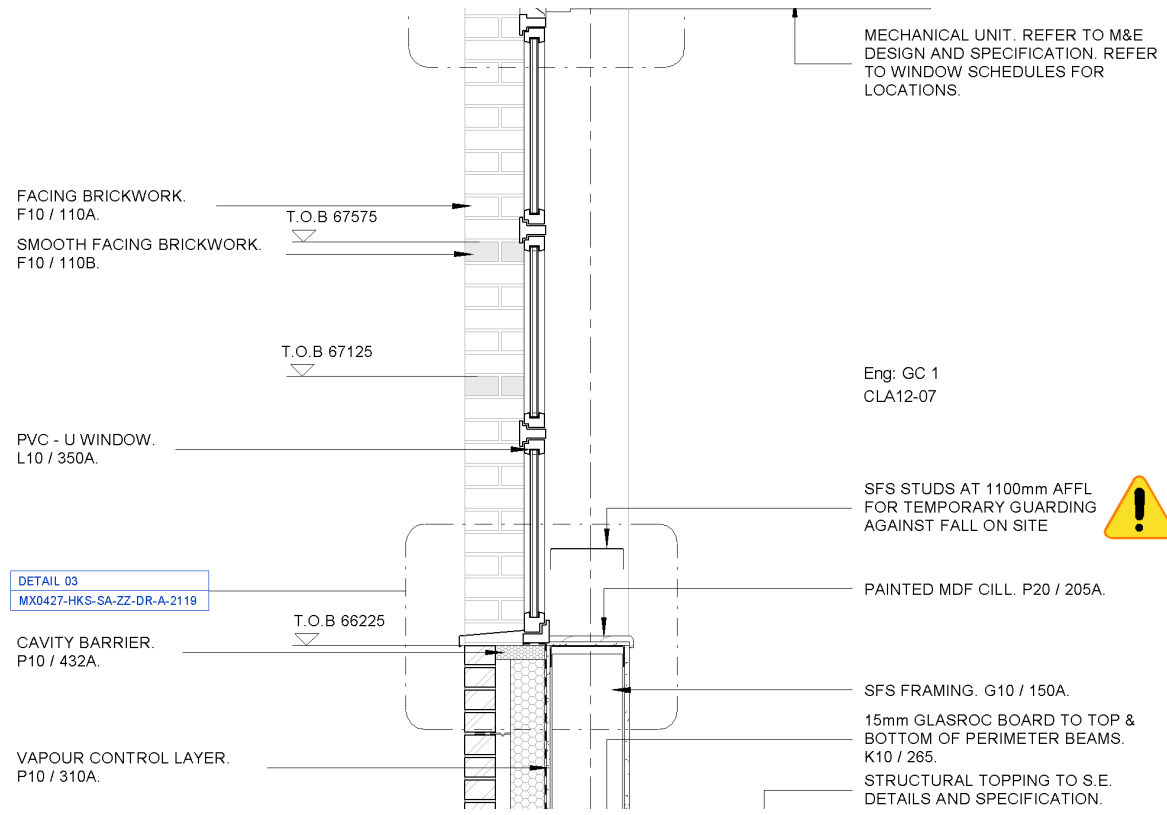 MECHANICAL UNIT. REFER TO M&E
DESIGN AND SPECIFICATION. REFER
TO WINDOW SCHEDULES FOR
LOCATIONS.
FACING BRICKWORK.
F10 / 110A.
T.O.B 67575
SMOOTH FACING BRICKWORK.
F10 / 110B.
T.O.B 67125
Eng: GC 1
CLA12-07
PVC - U WINDOW.
L10 / 350A.
SFS STUDS AT 1100mm AFFL
FOR TEMPORARY GUARDING
AGAINST FALL ON SITE
DETAIL 03
MX0427-HKS-SA-ZZ-DR-A-2119
PAINTED MDF CILL. P20 / 205A.
T.O.B 66225
CAVITY BARRIER.
P10 / 432A.
SFS FRAMING. G10 / 150A.
15mm GLASROC BOARD TO TOP &
BOTTOM OF PERIMETER BEAMS.
K10 / 265.
VAPOUR CONTROL LAYER.
P10 / 310A.
STRUCTURAL TOPPING TO S.E.
DETAILS AND SPECIFICATION.